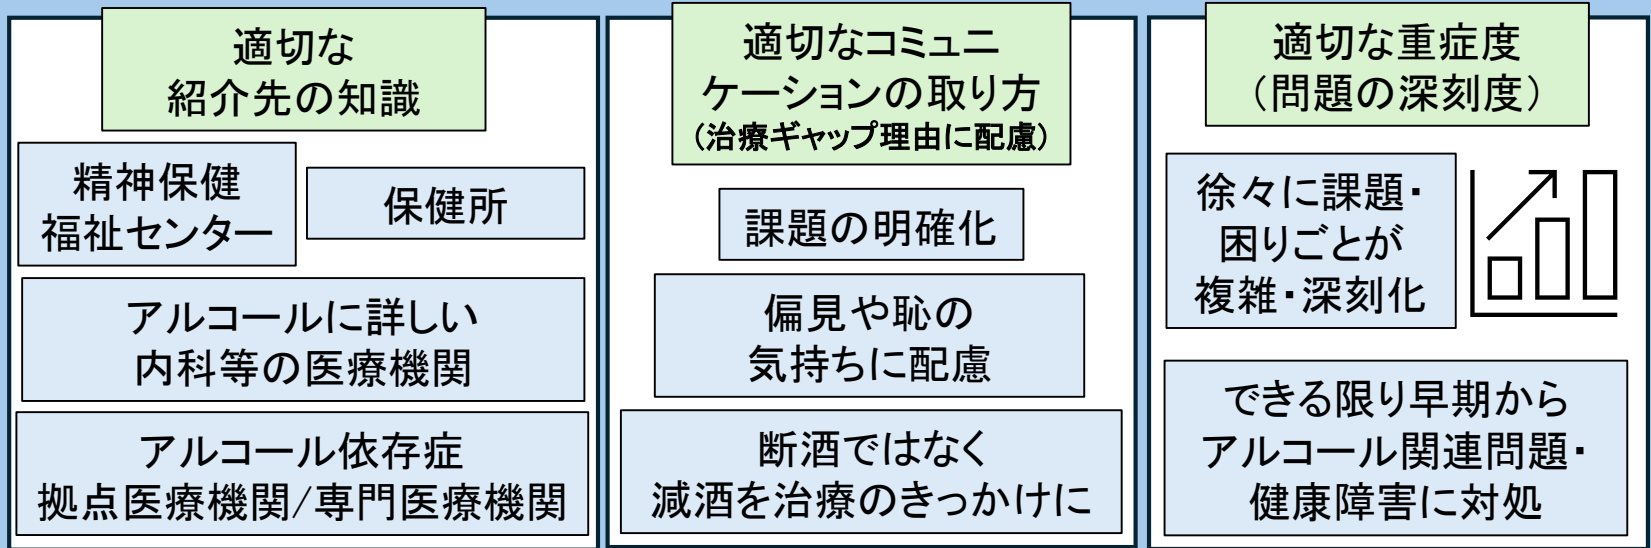 適切な
紹介先の知識
精神保健
福祉センター
保健所
アルコールに詳しい
内科等の医療機関
アルコール依存症
拠点医療機関/専門医療機関
適切なコミュニ
ケーションの取り方
(治療ギャップ理由に配慮)
課題の明確化
偏見や恥の
気持ちに配慮
断酒ではなく
減酒を治療のきっかけに
適切な重症度
(問題の深刻度)
徐々に課題・
困りごとが
複雑・深刻化
できる限り早期から
アルコール関連問題・
健康障害に対処